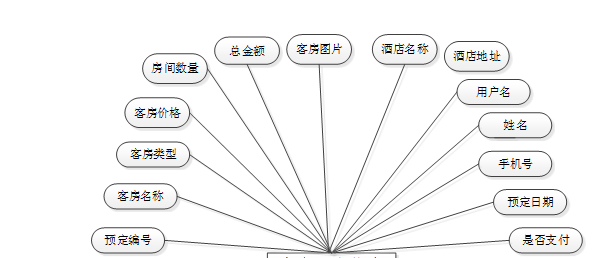 总金额
客房图片
酒店名称
酒店地址
房间数量
用户名
客房价格
姓名
客房类型
手机号
客房名称
预定日期
预定编号
是否支付